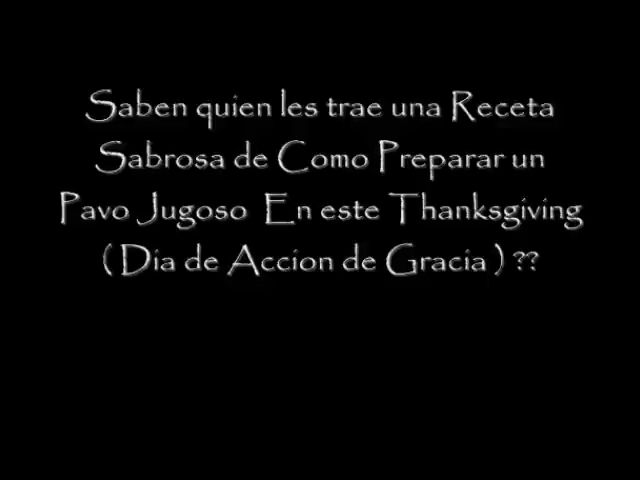 Saben quien les trae una Receta
Sabrosa de Como Preparar un
Pavo Jugoso En este Thanksgiving
( Dia de Accion de Gracia ) ??